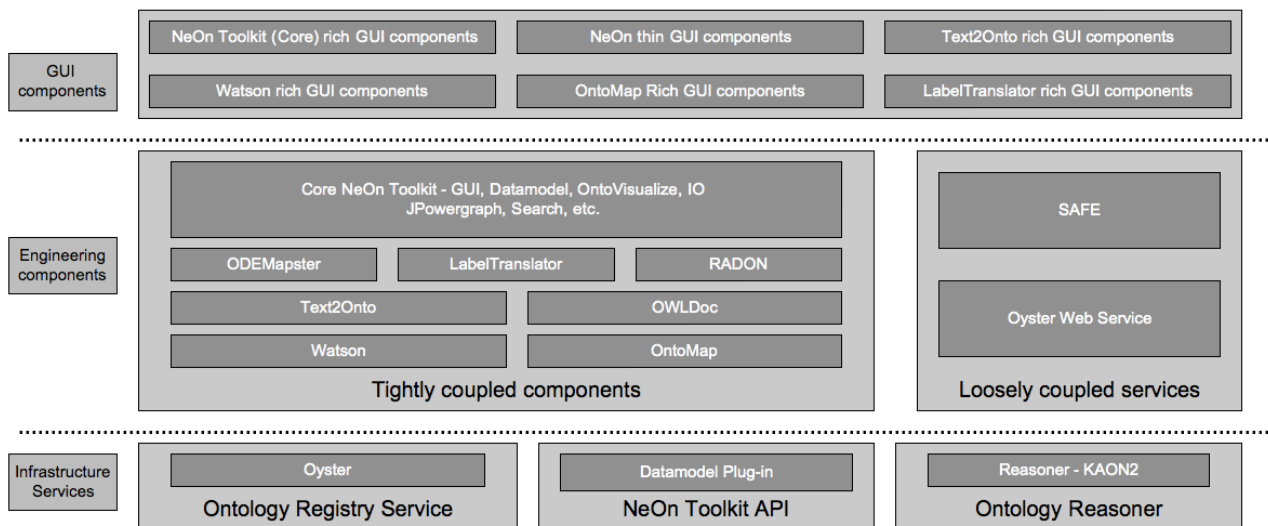 NeOn Toolkit (Core) rich GUI components
NeOn thin GUI components
Text2Onto rich GUI components
GUI
components
Watson rich GUI components
OntoMap Rich GUI components
LabelTranslator rich GUI components
Core NeOn Toolkit - GUI, Datamodel, OntoVisualize, IO
JPowergraph, Search, etc.
SAFE
Engineering
components
ODEMapster
LabelTranslator
RADON
Text2Onto
OWLDoc
Oyster Web Service
Watson
OntoMap
Tightly coupled components
Loosely coupled services
Infrastructure
Services
Oyster
Datamodel Plug-in
Reasoner - KAON2
Ontology Registry Service
NeOn Toolkit API
Ontology Reasoner